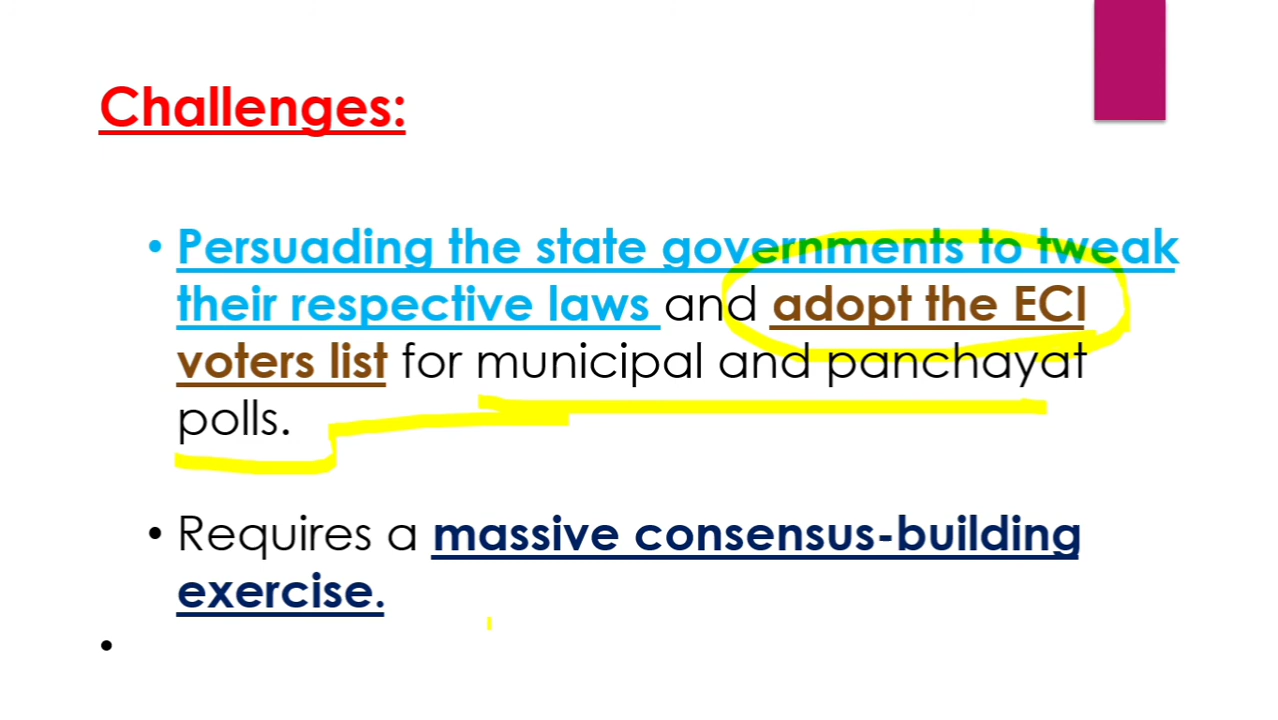 Challenges:
• Persuading the state governments to tweak
their respective laws and adopt the ECI
voters list for municipal and panchayat
polls.
• Requires a massive consensus-building
exercise.
•